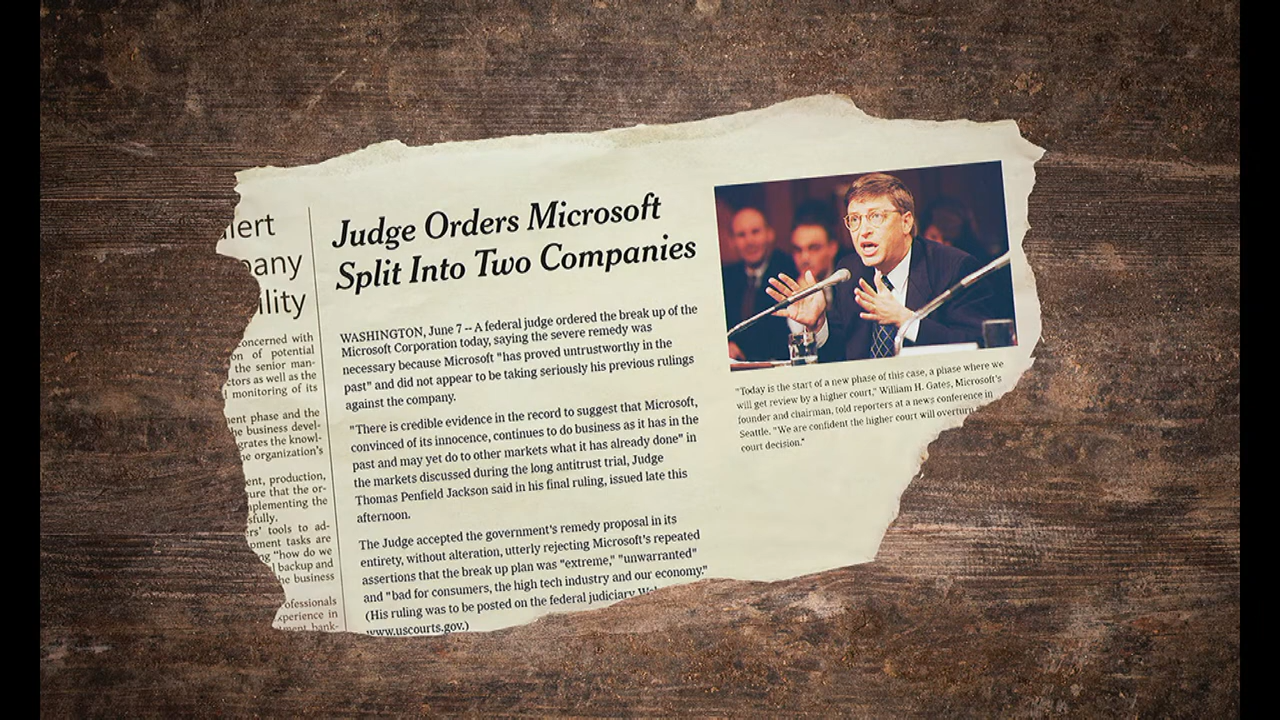 lert
pany
ility
concerned with
on of potential
the senior man-
ctors as well as the
monitoring of its
ent phase and the
he business devel-
grates the knowl-
he organization's
ent, production,
ure that the or-
plementing the
sfully.
rs' tools to ad-
pment tasks are
ng "how do we
backup and
he business
ofessionals
xperience in
tment bank-
Judge Orders Microsoft
Split Into Two Companies
WASHINGTON, June 7 -- A federal judge ordered the break up of the
Microsoft Corporation today, saying the severe remedy was
necessary because Microsoft "has proved untrustworthy in the
past" and did not appear to be taking seriously his previous rulings
against the company.
"There is credible evidence in the record to suggest that Microsoft,
convinced of its innocence, continues to do business as it has in the
past and may yet do to other markets what it has already done" in
the markets discussed during the long antitrust trial, Judge
Thomas Penfield Jackson said in his final ruling, issued late this
afternoon.
The Judge accepted the government's remedy proposal in its
entirety, without alteration, utterly rejecting Microsoft's repeated
assertions that the break up plan was "extreme," "unwarranted"
and "bad for consumers, the high tech industry and our economy."
(His ruling was to be posted on the federal judiciary
www.uscourts.gov.)
"Today is the start of a new phase of this case, a phase where we
will get review by a higher court," William H. Gates, Microsoft's
founder and chairman, told reporters at a news conference in
Seattle. "We are confident the higher court will overturn
court decision."